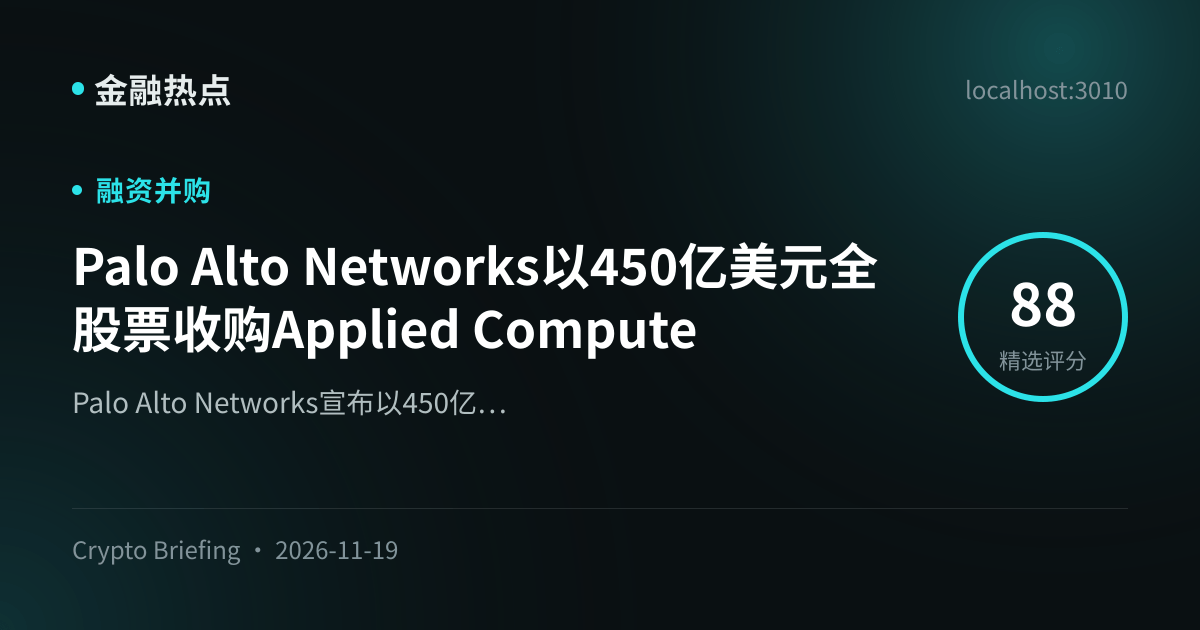 金融热点
localhost:3010
融资并购
Palo Alto Networks以450亿美元全
股票收购Applied Compute
88
精选评分
Palo Alto Networks宣布以450亿…
Crypto Briefing · 2026-11-19